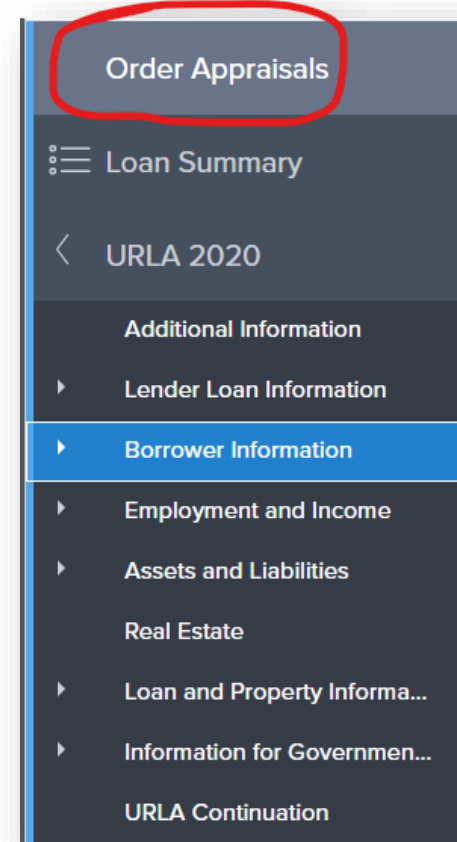 Order Appraisals
Loan Summary
URLA 2020
Additional Information
Lender Loan Information
Borrower Information
Employment and Income
Assets and Liabilities
Real Estate
Loan and Property Informa...
Information for Governmen...
URLA Continuation